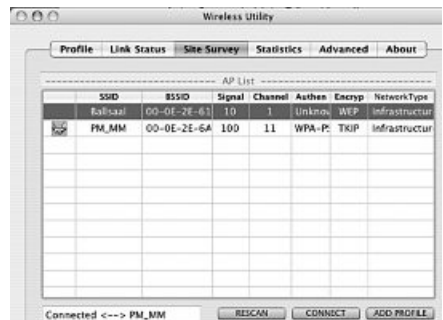 Wireless Utility
Profile Link Status Site Survey Statistics Advanced About
AP List
SSID BSSID Signal Channel Authen Encryp NetworkType
Ballsaal 00-0E-2E-61 10 1 Unknov WEP Infrastructur
PM_MM 00-0E-2E-6A 100 11 WPA-P: TKIP Infrastructur
Connected <--> PM_MM RESCAN CONNECT ADD PROFILE